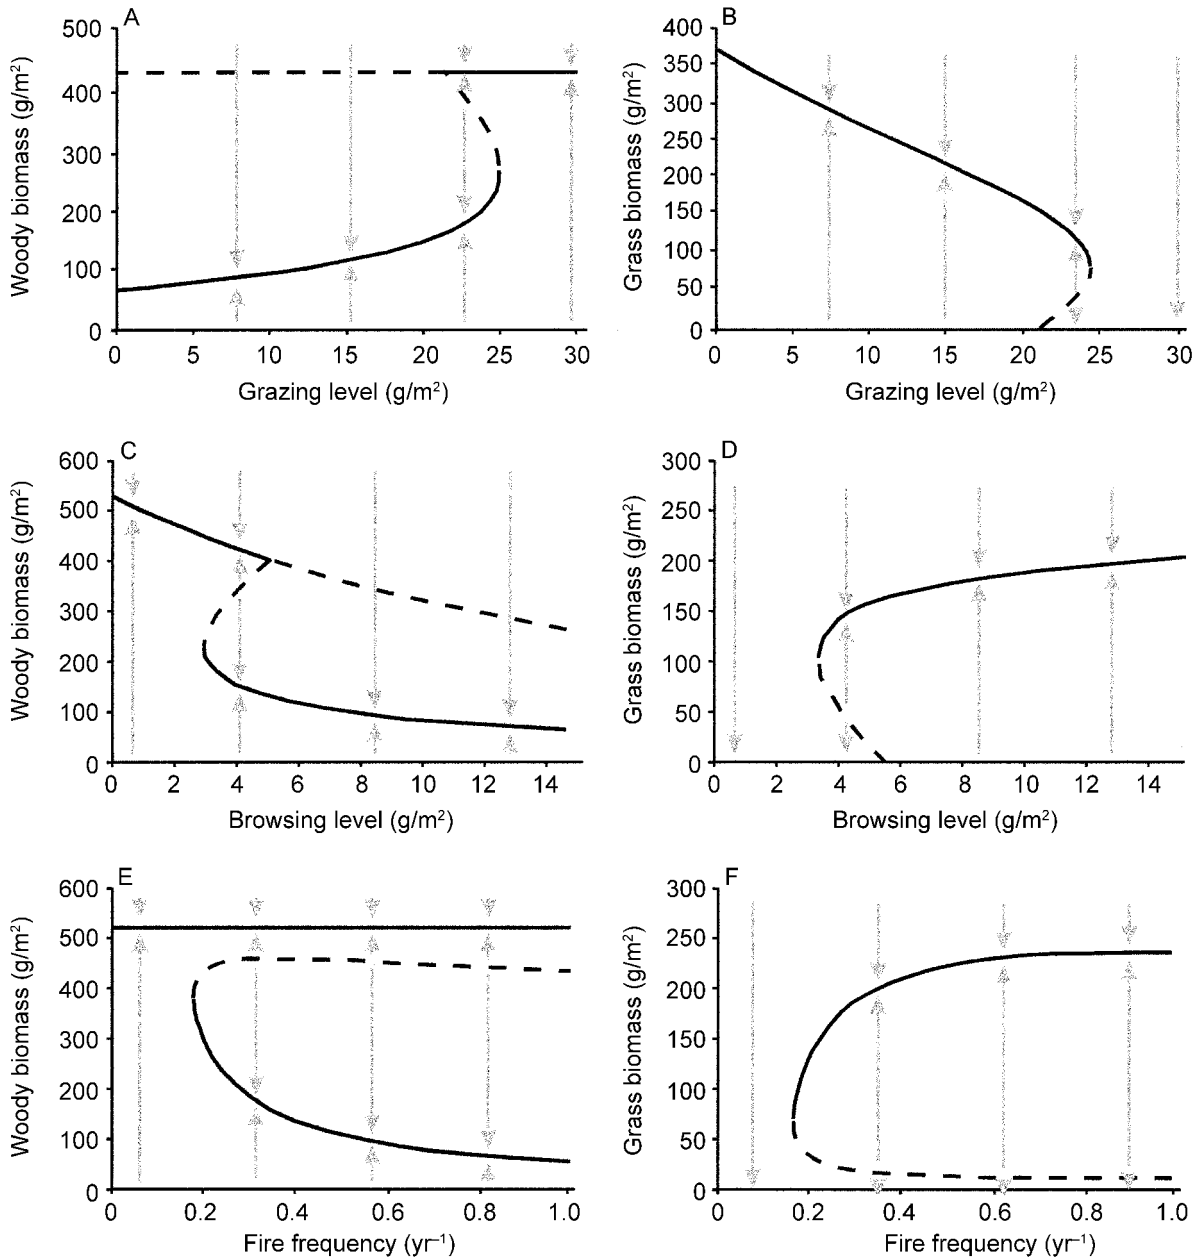 A
Woody biomass (g/m²)
500
400
300
200
100
0
0 5 10 15 20 25 30
Grazing level (g/m²)
B
Grass biomass (g/m²)
400
350
300
250
200
150
100
50
0
0 5 10 15 20 25 30
Grazing level (g/m²)
C
Woody biomass (g/m²)
600
500
400
300
200
100
0
0 2 4 6 8 10 12 14
Browsing level (g/m²)
D
Grass biomass (g/m²)
300
250
200
150
100
50
0
0 2 4 6 8 10 12 14
Browsing level (g/m²)
E
Woody biomass (g/m²)
600
500
400
300
200
100
0
0 0.2 0.4 0.6 0.8 1.0
Fire frequency (yr⁻¹)
F
Grass biomass (g/m²)
300
250
200
150
100
50
0
0 0.2 0.4 0.6 0.8 1.0
Fire frequency (yr⁻¹)